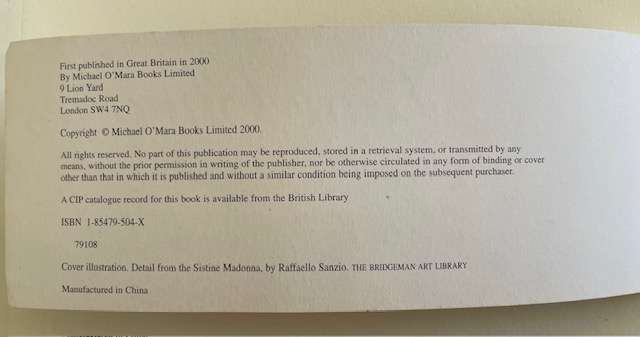 First published in Great Britain in 2000
By Michael O'Mara Books Limited
9 Lion Yard
Tremadoc Road
London SW4 7NQ
Copyright © Michael O'Mara Books Limited 2000.
All rights reserved. No part of this publication may be reproduced, stored in a retrieval system, or transmitted by any
means, without the prior permission in writing of the publisher, nor be otherwise circulated in any form of binding or cover
other than that in which it is published and without a similar condition being imposed on the subsequent purchaser.
A CIP catalogue record for this book is available from the British Library
ISBN 1-85479-504-X
79108
Cover illustration. Detail from the Sistine Madonna, by Raffaello Sanzio. THE BRIDGEMAN ART LIBRARY
Manufactured in China